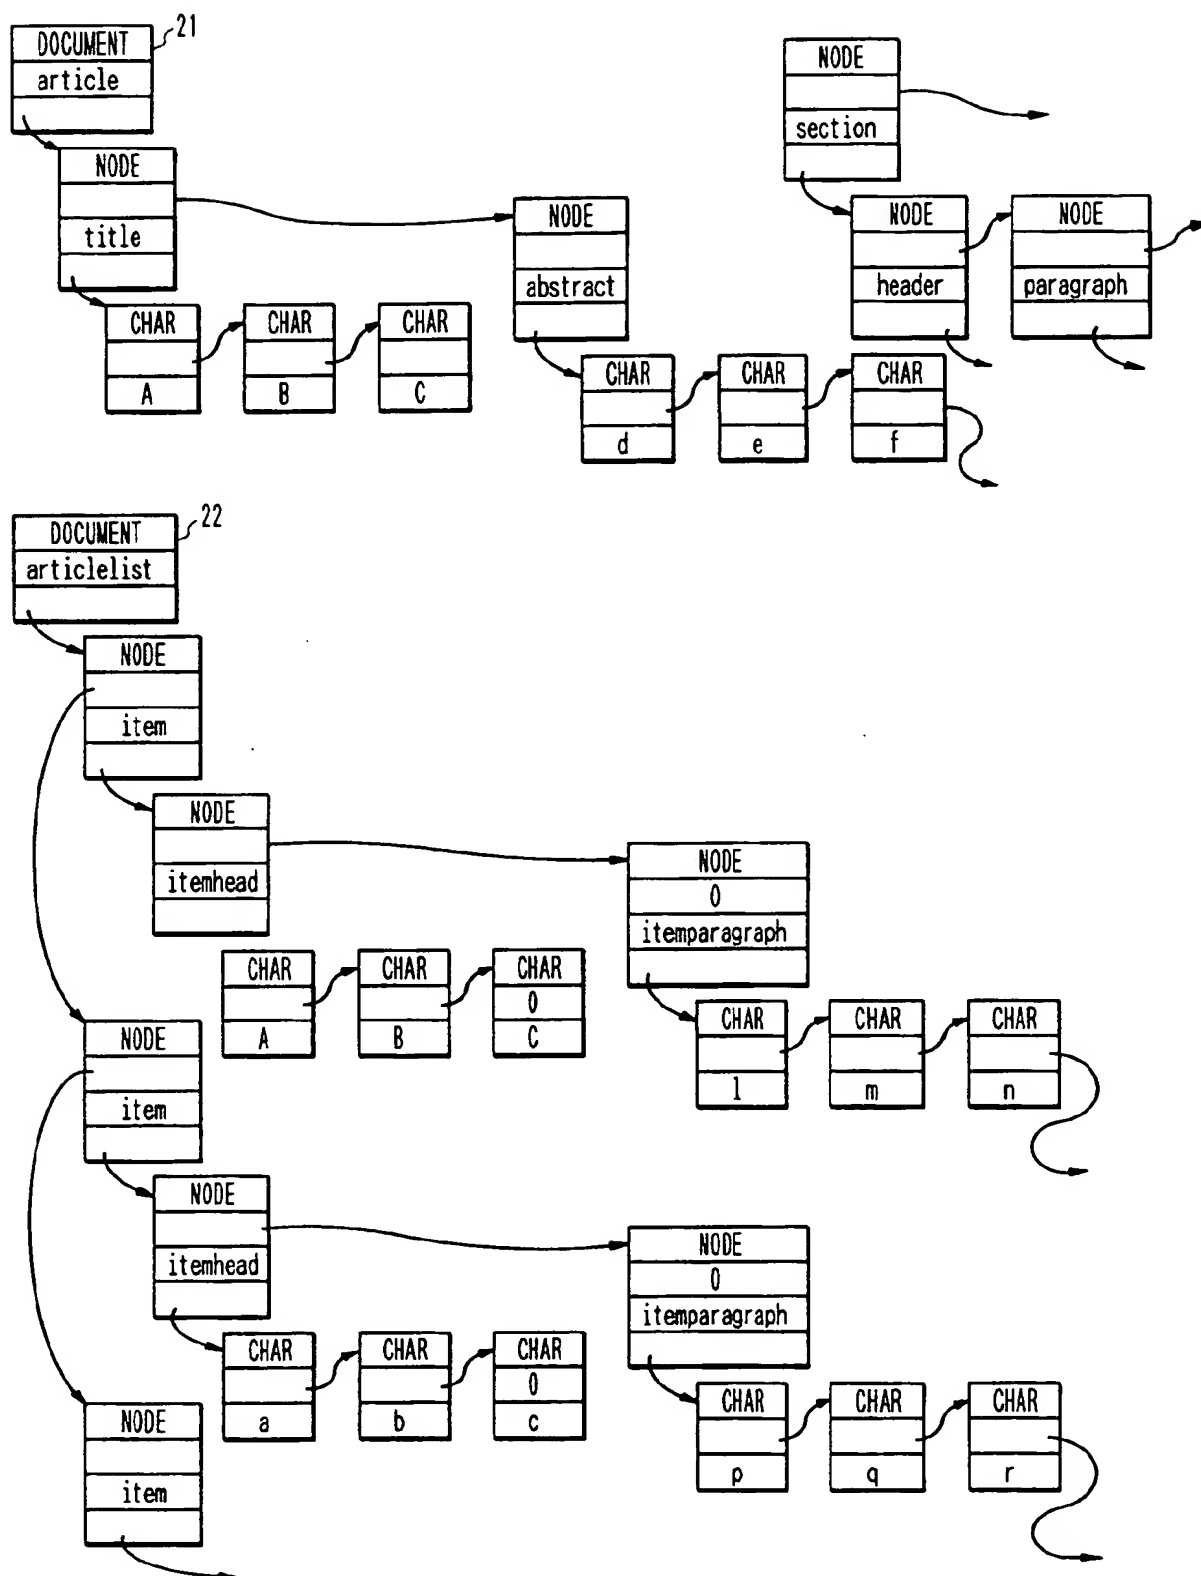 DOCUMENT
21
article
NODE
title
CHAR
A
CHAR
B
CHAR
C
NODE
abstract
CHAR
d
CHAR
e
CHAR
f
NODE
section
NODE
header
NODE
paragraph
DOCUMENT
22
articlelist
NODE
item
NODE
itemhead
CHAR
A
CHAR
B
CHAR
0
C
NODE
0
itemparagraph
CHAR
l
CHAR
m
CHAR
n
NODE
item
NODE
itemhead
CHAR
a
CHAR
b
CHAR
0
c
NODE
0
itemparagraph
CHAR
p
CHAR
q
CHAR
r
NODE
item